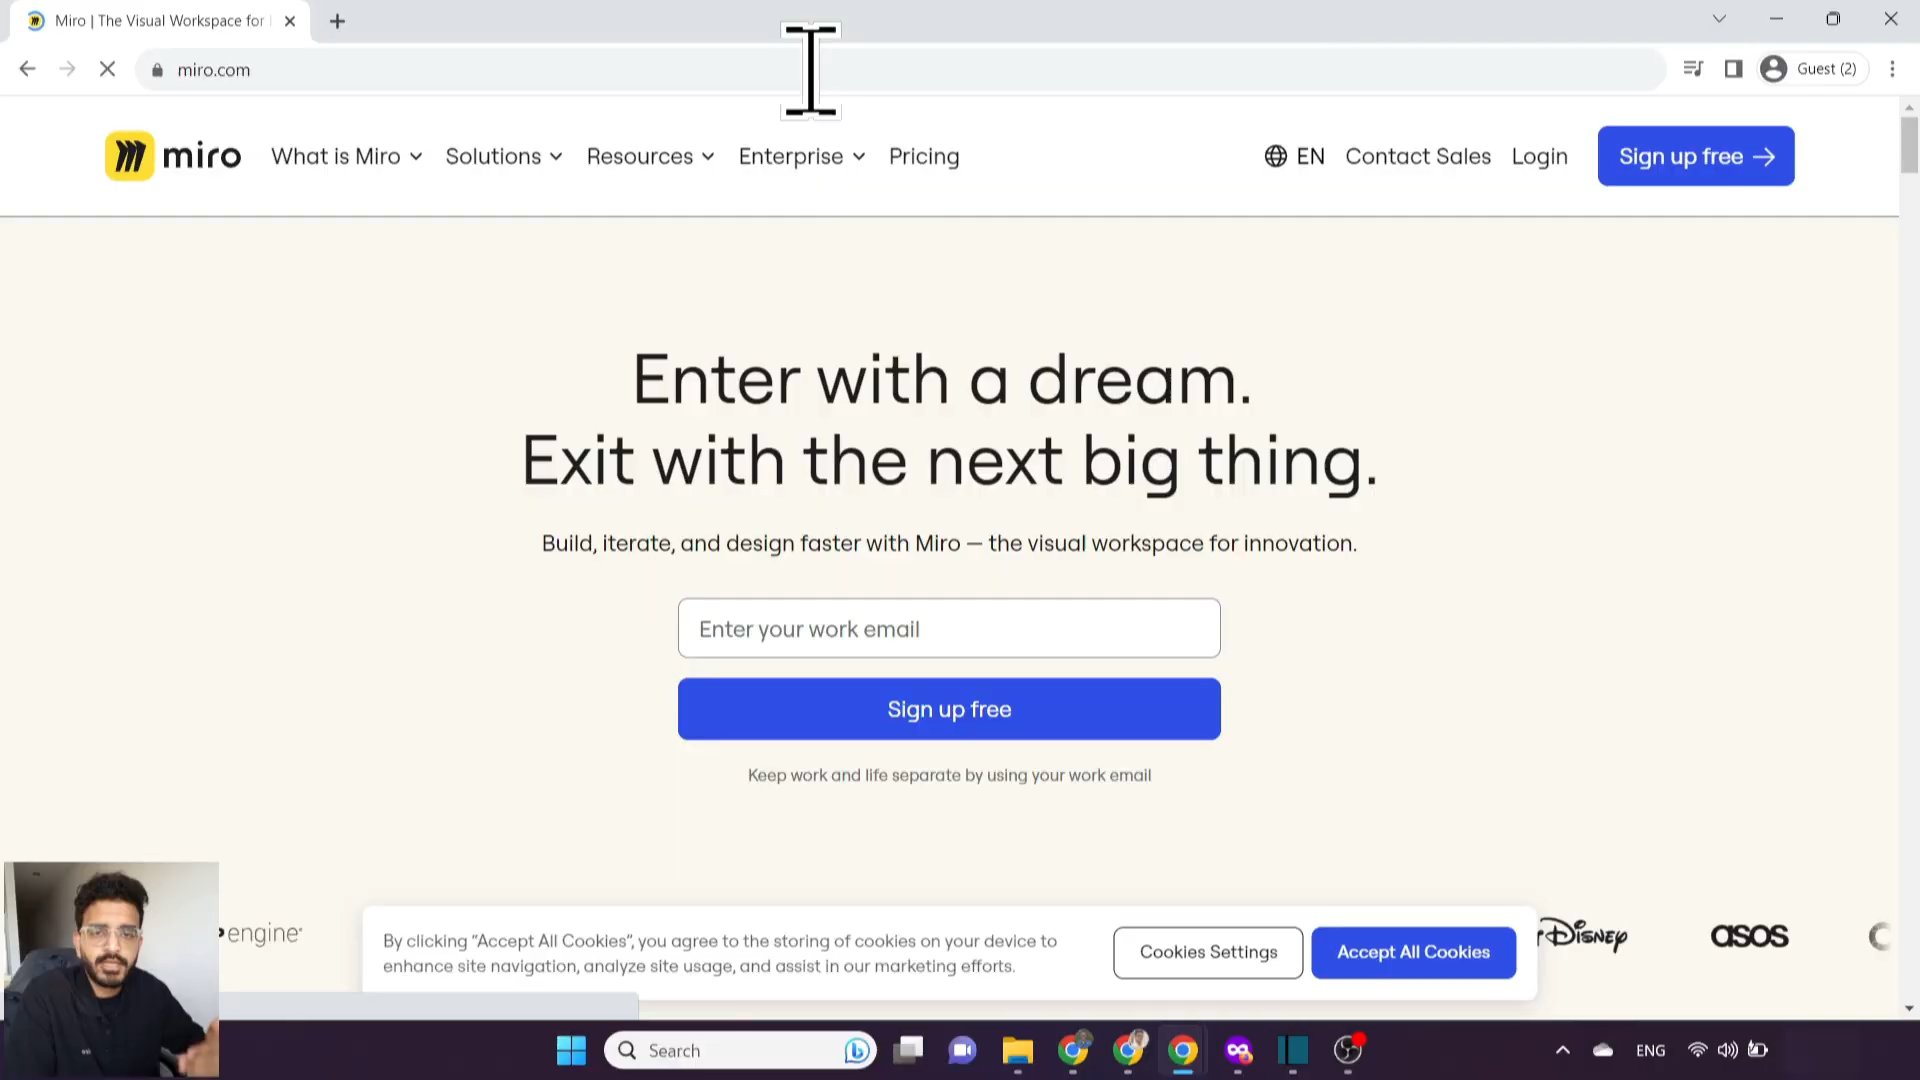 Miro | The Visual Workspace for
miro.com
Guest (2)
miro
What is Miro
Solutions
Resources
Enterprise
Pricing
EN
Contact Sales
Login
Sign up free
Enter with a dream.
Exit with the next big thing.
Build, iterate, and design faster with Miro — the visual workspace for innovation.
Enter your work email
Sign up free
Keep work and life separate by using your work email
engine
By clicking “Accept All Cookies”, you agree to the storing of cookies on your device to
enhance site navigation, analyze site usage, and assist in our marketing efforts.
Cookies Settings
Accept All Cookies
Disney
asos
Search
ENG